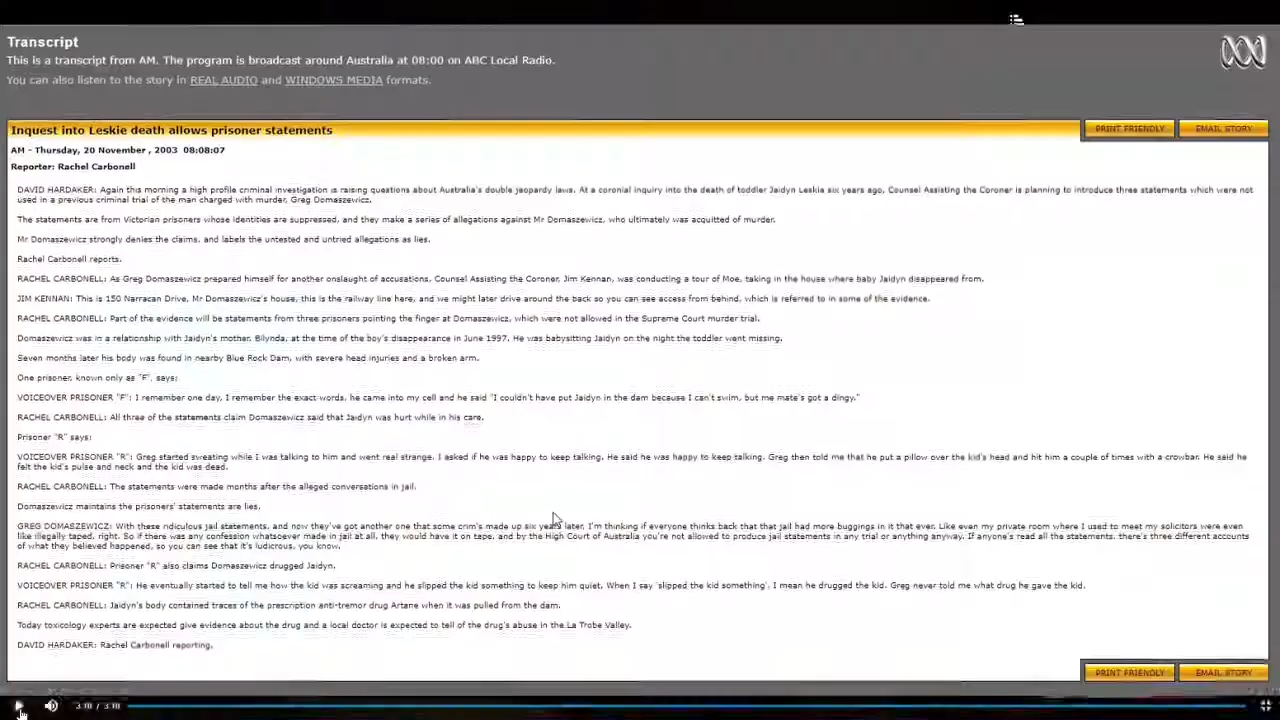 Transcript
This is a transcript from AM. The program is broadcast around Australia at 08:00 on ABC Local Radio.
You can also listen to the story in REAL AUDIO and WINDOWS MEDIA formats.
Inquest into Leskie death allows prisoner statements
PRINT FRIENDLY EMAIL STORY
AM - Thursday, 20 November , 2003 08:08:07
Reporter: Rachel Carbonell
DAVID HARDAKER: Again this morning a high profile criminal investigation is raising questions about Australia's double jeopardy laws. At a coronial inquiry into the death of toddler Jaidyn Leskia six years ago, Counsel Assisting the Coroner is planning to introduce three statements which were not
used in a previous criminal trial of the man charged with murder, Greg Domaszewicz.
The statements are from Victorian prisoners whose identities are suppressed, and they make a series of allegations against Mr Domaszewicz, who ultimately was acquitted of murder.
Mr Domaszewicz strongly denies the claims, and labels the untested and untried allegations as lies.
Rachel Carbonell reports.
RACHEL CARBONELL: As Greg Domaszewicz prepared himself for another onslaught of accusations, Counsel Assisting the Coroner, Jim Kennan, was conducting a tour of Moe, taking in the house where baby Jaidyn disappeared from.
JIM KENNAN: This is 150 Narracan Drive, Mr Domaszewicz's house, this is the railway line here, and we might later drive around the back so you can see access from behind, which is referred to in some of the evidence.
RACHEL CARBONELL: Part of the evidence will be statements from three prisoners pointing the finger at Domaszewicz, which were not allowed in the Supreme Court murder trial.
Domaszewicz was in a relationship with Jaidyn's mother, Bilynda, at the time of the boy's disappearance in June 1997. He was babysitting Jaidyn on the night the toddler went missing.
Seven months later his body was found in nearby Blue Rock Dam, with severe head injuries and a broken arm.
One prisoner, known only as "F", says:
VOICEOVER PRISONER "F": I remember one day, I remember the exact words, he came into my cell and he said "I couldn't have put Jaidyn in the dam because I can't swim, but me mate's got a dingy."
RACHEL CARBONELL: All three of the statements claim Domaszewicz said that Jaidyn was hurt while in his care.
Prisoner "R" says:
VOICEOVER PRISONER "R": Greg started sweating while I was talking to him and went real strange. I asked if he was happy to keep talking. He said he was happy to keep talking. Greg then told me that he put a pillow over the kid's head and hit him a couple of times with a crowbar. He said he
felt the kid's pulse and neck and the kid was dead.
RACHEL CARBONELL: The statements were made months after the alleged conversations in jail.
Domaszewicz maintains the prisoners' statements are lies.
GREG DOMASZEWICZ: With these ridiculous jail statements, and now they've got another one that some crim's made up six years later. I'm thinking if everyone thinks back that that jail had more buggings in it that ever. Like even my private room where I used to meet my solicitors were even
like illegally taped, right. So if there was any confession whatsoever made in jail at all, they would have it on tape, and by the High Court of Australia you're not allowed to produce jail statements in any trial or anything anyway. If anyone's read all the statements, there's three different accounts
of what they believed happened, so you can see that it's ludicrous, you know.
RACHEL CARBONELL: Prisoner "R" also claims Domaszewicz drugged Jaidyn.
VOICEOVER PRISONER "R": He eventually started to tell me how the kid was screaming and he slipped the kid something to keep him quiet. When I say 'slipped the kid something', I mean he drugged the kid. Greg never told me what drug he gave the kid.
RACHEL CARBONELL: Jaidyn's body contained traces of the prescription anti-tremor drug Artane when it was pulled from the dam.
Today toxicology experts are expected give evidence about the drug and a local doctor is expected to tell of the drug's abuse in the La Trobe Valley.
DAVID HARDAKER: Rachel Carbonell reporting.
PRINT FRIENDLY EMAIL STORY
3:10 / 3:10